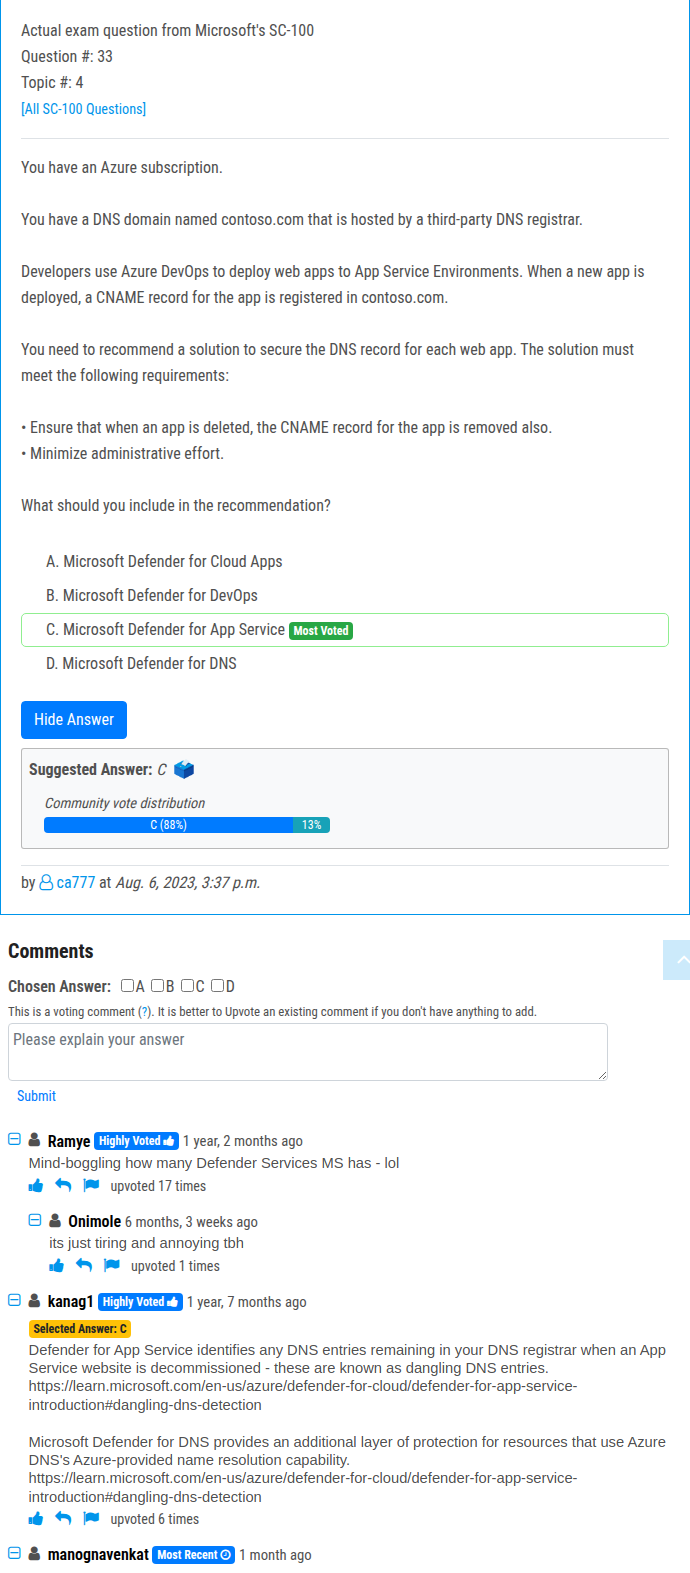 Actual exam question from Microsoft's SC-100
Question #: 33
Topic #: 4
[All SC-100 Questions]
You have an Azure subscription.
You have a DNS domain named contoso.com that is hosted by a third-party DNS registrar.
Developers use Azure DevOps to deploy web apps to App Service Environments. When a new app is
deployed, a CNAME record for the app is registered in contoso.com.
You need to recommend a solution to secure the DNS record for each web app. The solution must
meet the following requirements:
• Ensure that when an app is deleted, the CNAME record for the app is removed also.
• Minimize administrative effort.
What should you include in the recommendation?
A. Microsoft Defender for Cloud Apps
B. Microsoft Defender for DevOps
C. Microsoft Defender for App Service Most Voted
D. Microsoft Defender for DNS
Hide Answer
Suggested Answer: C
Community vote distribution
C (88%) 13%
by ca777 at Aug. 6, 2023, 3:37 p.m.
Comments
Chosen Answer: A B C D
This is a voting comment (?). It is better to Upvote an existing comment if you don't have anything to add.
Please explain your answer
Submit
Ramye Highly Voted 1 year, 2 months ago
Mind-boggling how many Defender Services MS has - lol
upvoted 17 times
Onimole 6 months, 3 weeks ago
its just tiring and annoying tbh
upvoted 1 times
kanag1 Highly Voted 1 year, 7 months ago
Selected Answer: C
Defender for App Service identifies any DNS entries remaining in your DNS registrar when an App
Service website is decommissioned - these are known as dangling DNS entries.
https://learn.microsoft.com/en-us/azure/defender-for-cloud/defender-for-app-service-
introduction#dangling-dns-detection
Microsoft Defender for DNS provides an additional layer of protection for resources that use Azure
DNS's Azure-provided name resolution capability.
https://learn.microsoft.com/en-us/azure/defender-for-cloud/defender-for-app-service-
introduction#dangling-dns-detection
upvoted 6 times
manognavenkat Most Recent 1 month ago